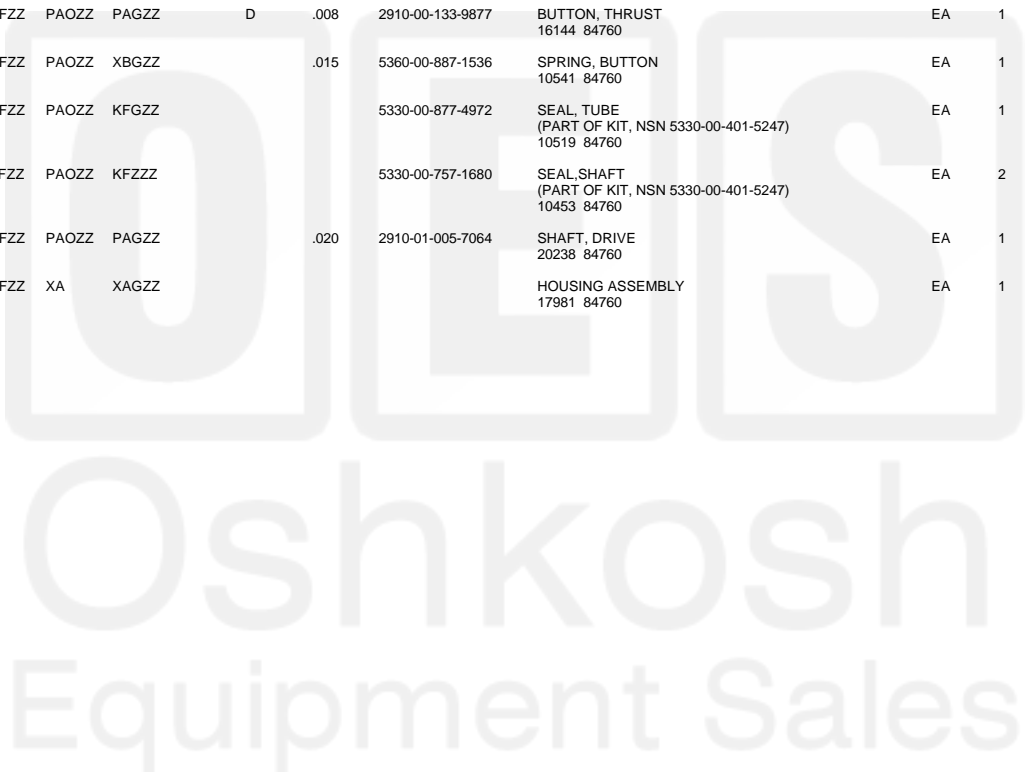 FZZ PAOZZ PAGZZ D .008 2910-00-133-9877 BUTTON, THRUST EA 1
16144 84760
FZZ PAOZZ XBGZZ .015 5360-00-887-1536 SPRING, BUTTON EA 1
10541 84760
FZZ PAOZZ KFGZZ 5330-00-877-4972 SEAL, TUBE EA 1
(PART OF KIT, NSN 5330-00-401-5247)
10519 84760
FZZ PAOZZ KFZZZ 5330-00-757-1680 SEAL,SHAFT EA 2
(PART OF KIT, NSN 5330-00-401-5247)
10453 84760
FZZ PAOZZ PAGZZ .020 2910-01-005-7064 SHAFT, DRIVE EA 1
20238 84760
FZZ XA XAGZZ HOUSING ASSEMBLY EA 1
17981 84760
OES
Oshkosh
Equipment Sales